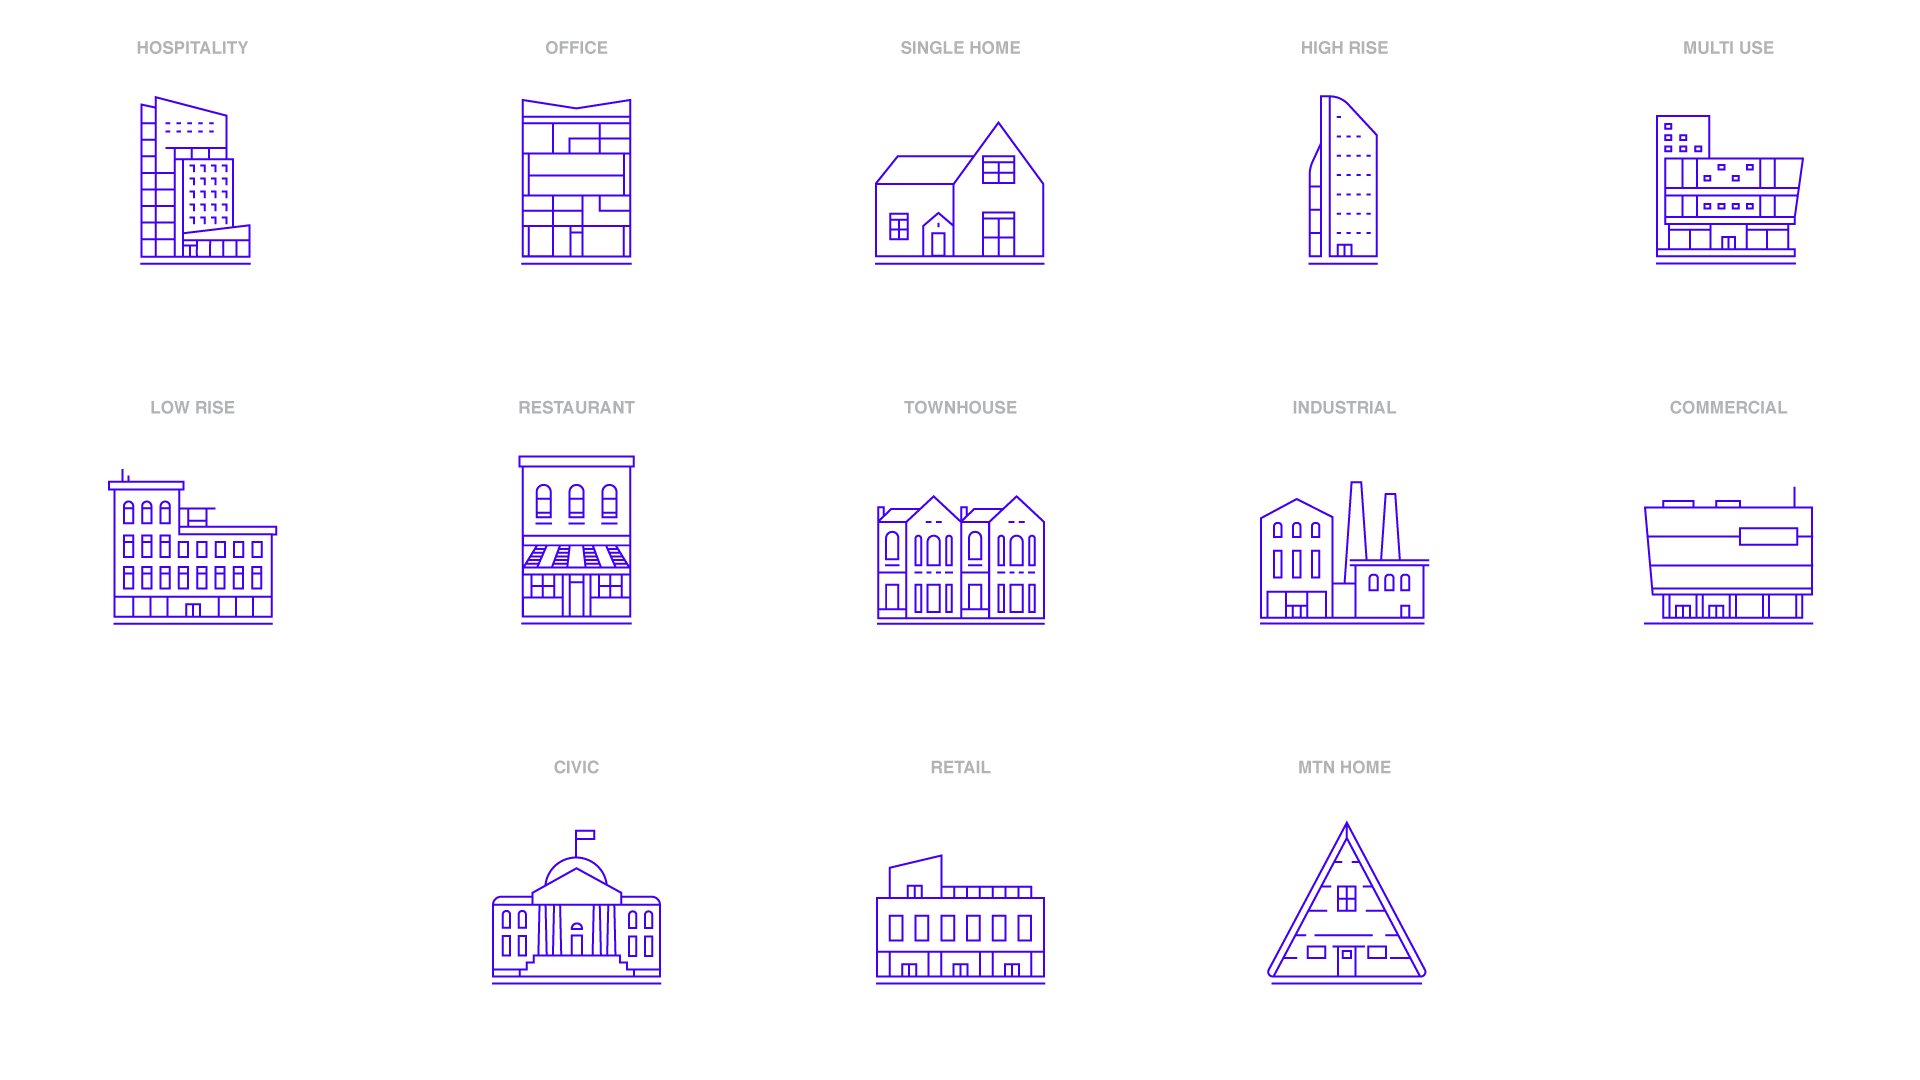 HOSPITALITY
OFFICE
SINGLE HOME
HIGH RISE
MULTI USE
LOW RISE
RESTAURANT
TOWNHOUSE
INDUSTRIAL
COMMERCIAL
CIVIC
RETAIL
MTN HOME